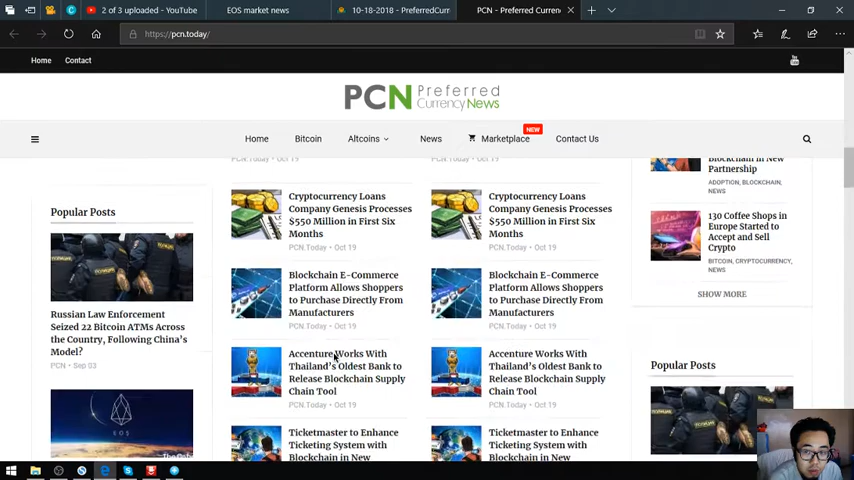 2 of 3 uploaded - YouTube
EOS market news
10-18-2018 - PreferredCurr
PCN - Preferred Currenc
https://pcn.today/
Home
Contact
PCN Preferred
CurrencyNews
Home
Bitcoin
Altcoins
News
Marketplace
NEW
Contact Us
Popular Posts
Russian Law Enforcement
Seized 22 Bitcoin ATMs Across
the Country, Following China's
Model?
PCN • Sep 03
EOS
PCN.Today • Oct 19
Cryptocurrency Loans
Company Genesis Processes
$550 Million in First Six
Months
PCN.Today • Oct 19
Blockchain E-Commerce
Platform Allows Shoppers
to Purchase Directly From
Manufacturers
PCN.Today • Oct 19
Accenture Works With
Thailand's Oldest Bank to
Release Blockchain Supply
Chain Tool
PCN.Today • Oct 19
Ticketmaster to Enhance
Ticketing System with
Blockchain in New
PCN.Today • Oct 19
Cryptocurrency Loans
Company Genesis Processes
$550 Million in First Six
Months
PCN.Today • Oct 19
Blockchain E-Commerce
Platform Allows Shoppers
to Purchase Directly From
Manufacturers
PCN.Today • Oct 19
Accenture Works With
Thailand's Oldest Bank to
Release Blockchain Supply
Chain Tool
PCN.Today • Oct 19
Ticketmaster to Enhance
Ticketing System with
Blockchain in New
Blockchain in New
Partnership
ADOPTION, BLOCKCHAIN,
NEWS
130 Coffee Shops in
Europe Started to
Accept and Sell
Crypto
BITCOIN, CRYPTOCURRENCY,
NEWS
SHOW MORE
Popular Posts